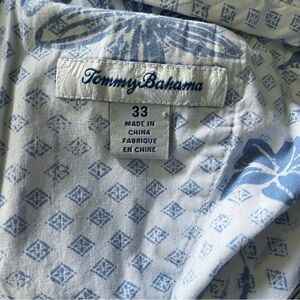 Tommy Bahama
33
MADE IN
CHINA
FABRIQUÉ
EN CHINE